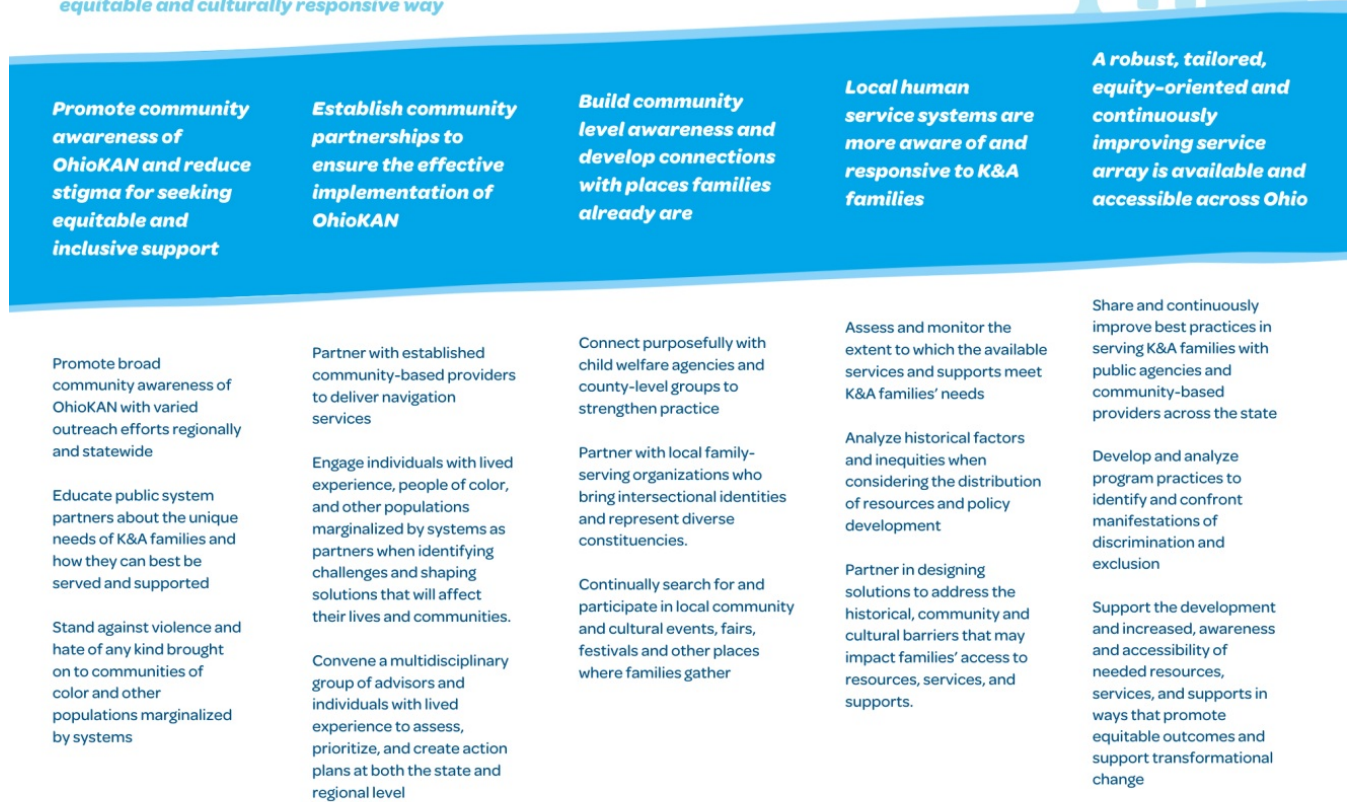 equitable and culturally responsive way
Promote community
awareness of
OhioKAN and reduce
stigma for seeking
equitable and
inclusive support
Establish community
partnerships to
ensure the effective
implementation of
OhioKAN
Build community
level awareness and
develop connections
with places families
already are
Local human
service systems are
more aware of and
responsive to K&A
families
A robust, tailored,
equity-oriented and
continuously
improving service
array is available and
accessible across Ohio
Promote broad
community awareness of
OhioKAN with varied
outreach efforts regionally
and statewide
Educate public system
partners about the unique
needs of K&A families and
how they can best be
served and supported
Stand against violence and
hate of any kind brought
on to communities of
color and other
populations marginalized
by systems
Partner with established
community-based providers
to deliver navigation
services
Engage individuals with lived
experience, people of color,
and other populations
marginalized by systems as
partners when identifying
challenges and shaping
solutions that will affect
their lives and communities.
Convene a multidisciplinary
group of advisors and
individuals with lived
experience to assess,
prioritize, and create action
plans at both the state and
regional level
Connect purposefully with
child welfare agencies and
county-level groups to
strengthen practice
Partner with local family-
serving organizations who
bring intersectional identities
and represent diverse
constituencies.
Continually search for and
participate in local community
and cultural events, fairs,
festivals and other places
where families gather
Assess and monitor the
extent to which the available
services and supports meet
K&A families' needs
Analyze historical factors
and inequities when
considering the distribution
of resources and policy
development
Partner in designing
solutions to address the
historical, community and
cultural barriers that may
impact families' access to
resources, services, and
supports.
Share and continuously
improve best practices in
serving K&A families with
public agencies and
community-based
providers across the state
Develop and analyze
program practices to
identify and confront
manifestations of
discrimination and
exclusion
Support the development
and increased, awareness
and accessibility of
needed resources,
services, and supports in
ways that promote
equitable outcomes and
support transformational
change